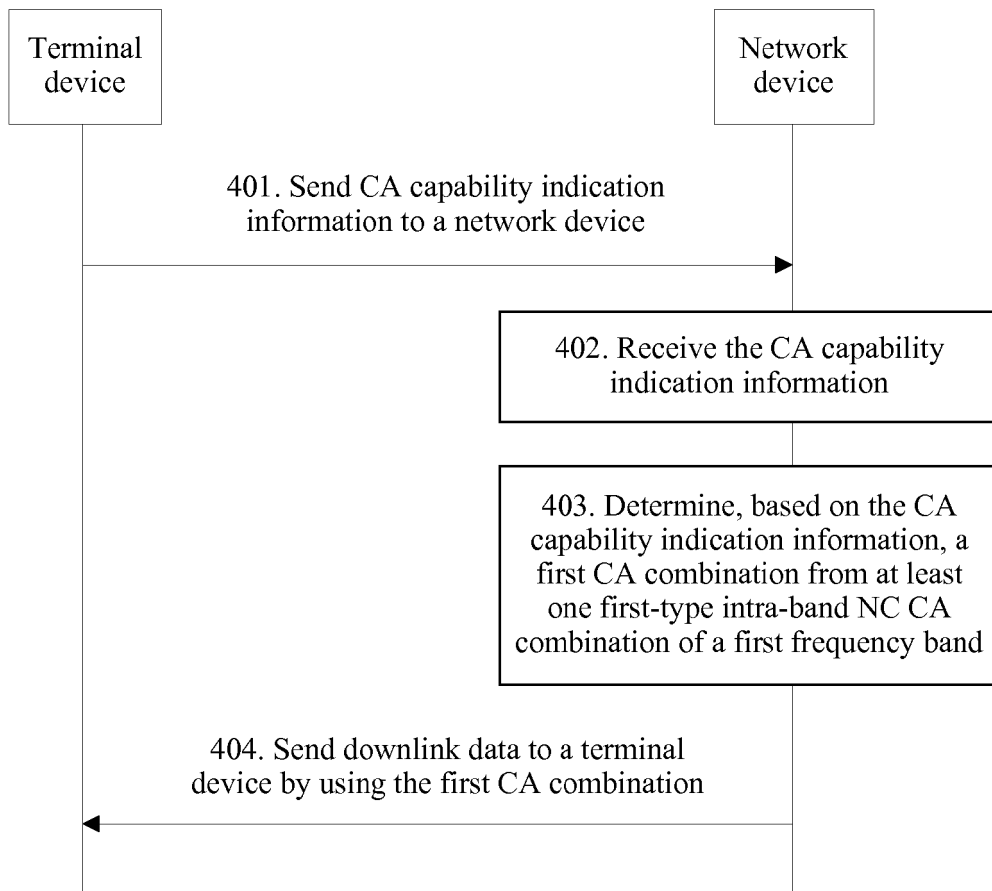 Terminal
device
Network
device
401. Send CA capability indication
information to a network device
402. Receive the CA capability
indication information
403. Determine, based on the CA
capability indication information, a
first CA combination from at least
one first-type intra-band NC CA
combination of a first frequency band
404. Send downlink data to a terminal
device by using the first CA combination